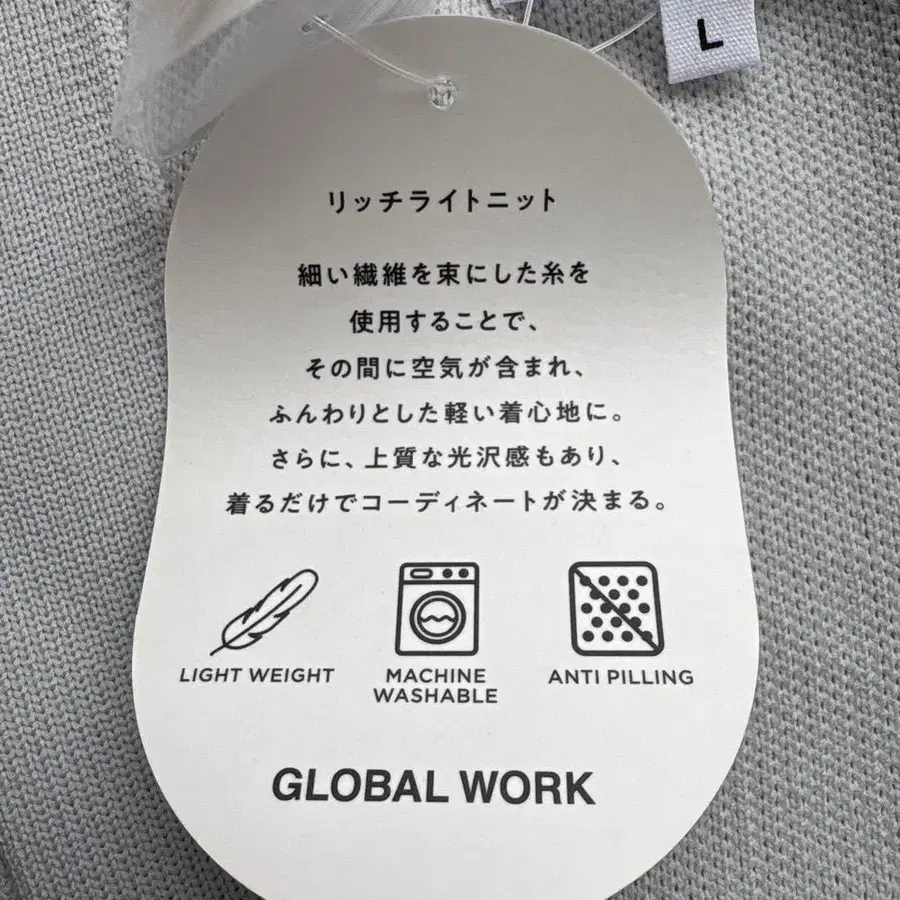 L
リッチライトニット
細い繊維を束にした糸を
使用することで、
その間に空気が含まれ、
ふんわりとした軽い着心地に。
さらに、上質な光沢感もあり、
着るだけでコーディネートが決まる。
LIGHT WEIGHT
MACHINE
WASHABLE
ANTI PILLING
GLOBAL WORK